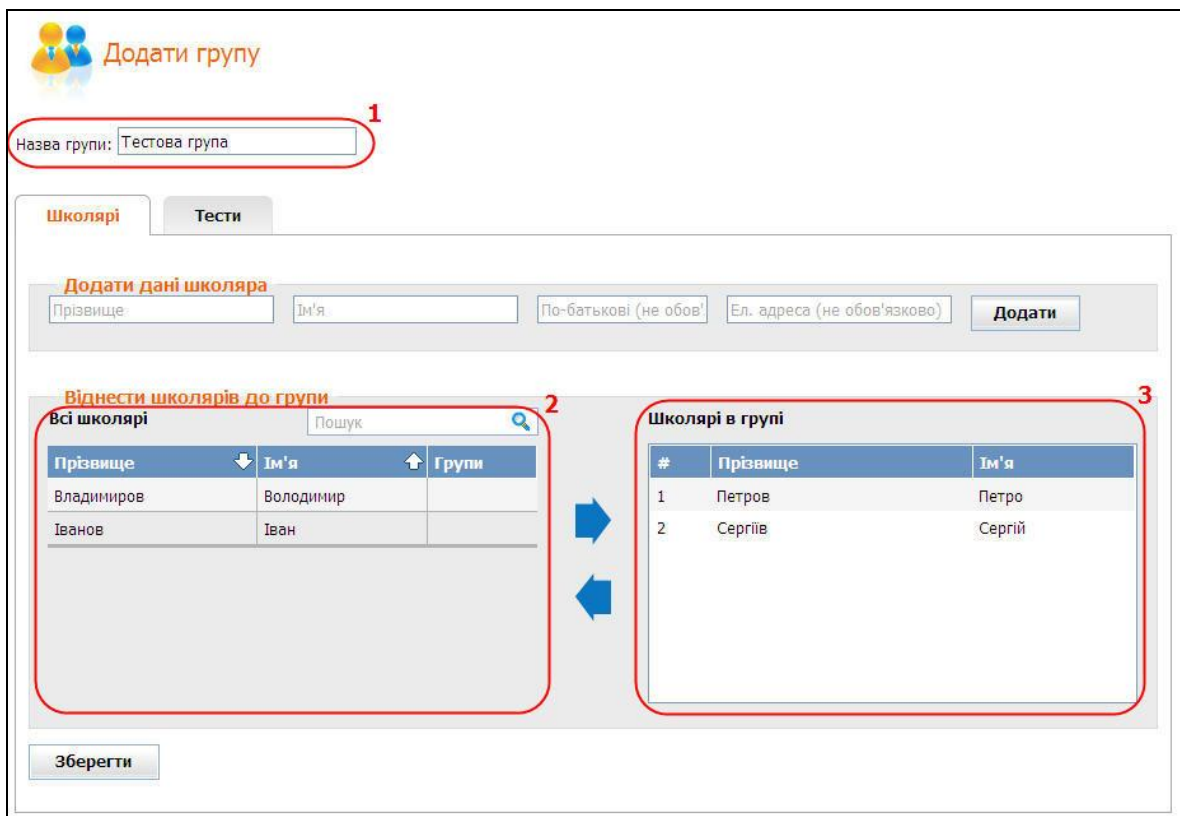 Додати групу
1
Назва групи: Тестова група
Школярі Тести
Додати дані школяра
Прізвище Ім'я По-батькові (не обов' Ел. адреса (не обов'язково) Додати
Віднести школярів до групи
2 3
Всі школярі Пошук Школярі в групі
Прізвище Ім'я Групи # Прізвище Ім'я
Владимиров Володимир 1 Петров Петро
Іванов Іван 2 Сергіїв Сергій
Зберегти